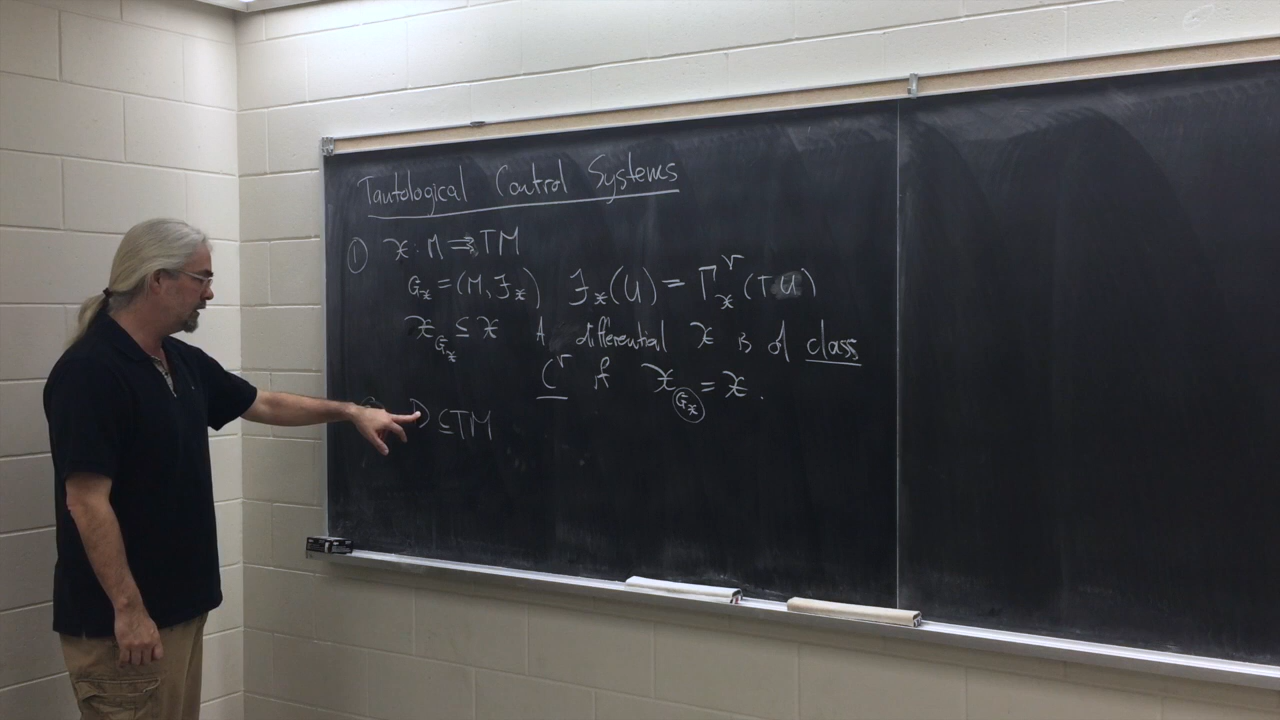 Tautological Control Systems
① 𝒳 : M ⇉ TM
G_𝒳 = (M, ℱ_𝒳) ℱ_𝒳(U) = Γ^r_𝒳(TU)
𝒳_{G_𝒳} ⊆ 𝒳 A differential 𝒳 is of class
C^r if 𝒳_{G_𝒳} = 𝒳.
D ⊆ TM